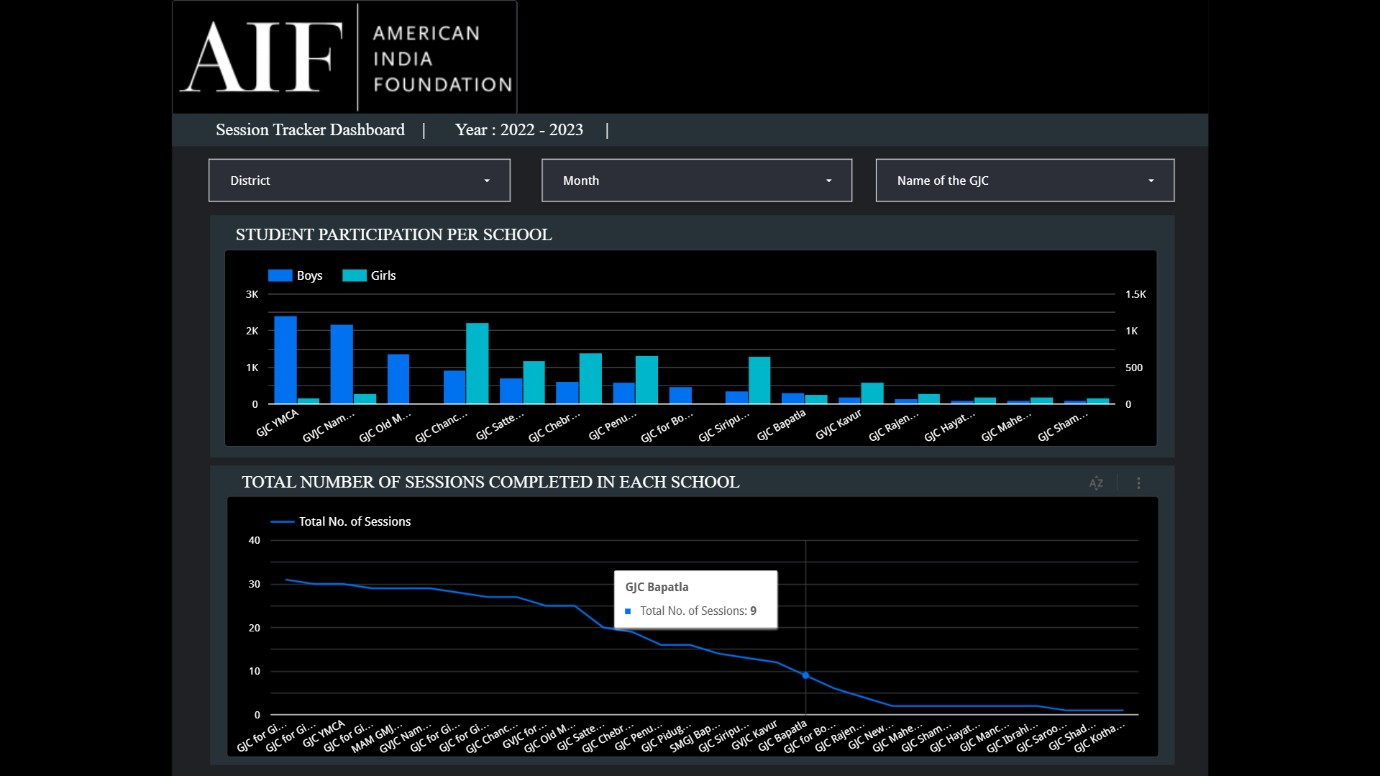 AIF
AMERICAN
INDIA
FOUNDATION
Session Tracker Dashboard | Year : 2022 - 2023 |
District
Month
Name of the GJC
STUDENT PARTICIPATION PER SCHOOL
Boys Girls
3K 1.5K
2K 1K
1K 500
0 0
GJC YMCA
GVJC Nam...
GJC Old M...
GJC Chanc...
GJC Satte...
GJC Chebr...
GJC Penu...
GJC for Bo...
GJC Siripu...
GJC Bapatla
GVJC Kavur
GJC Rajen...
GJC Hayat...
GJC Mahe...
GJC Sham...
TOTAL NUMBER OF SESSIONS COMPLETED IN EACH SCHOOL
AZ
Total No. of Sessions
40
30
20
10
0
GJC Bapatla
Total No. of Sessions: 9
GJC for Gi...
GJC for Gi...
GJC YMCA
GJC for Gi...
MAM GMJ...
GVJC Nam...
GJC for Gi...
GJC for Gi...
GJC Chanc...
GVJC for...
GJC Old M...
GJC Satte...
GJC Chebr...
GJC Penu...
GJC Pidug...
SMGJ Bap...
GJC Siripu...
GVJC Kavur
GJC Bapatla
GJC for Bo...
GJC Rajen...
GJC New...
GJC Mahe...
GJC Sham...
GJC Hayat...
GJC Manc...
GJC Ibrahi...
GJC Saroo...
GJC Shad...
GJC Kotha...